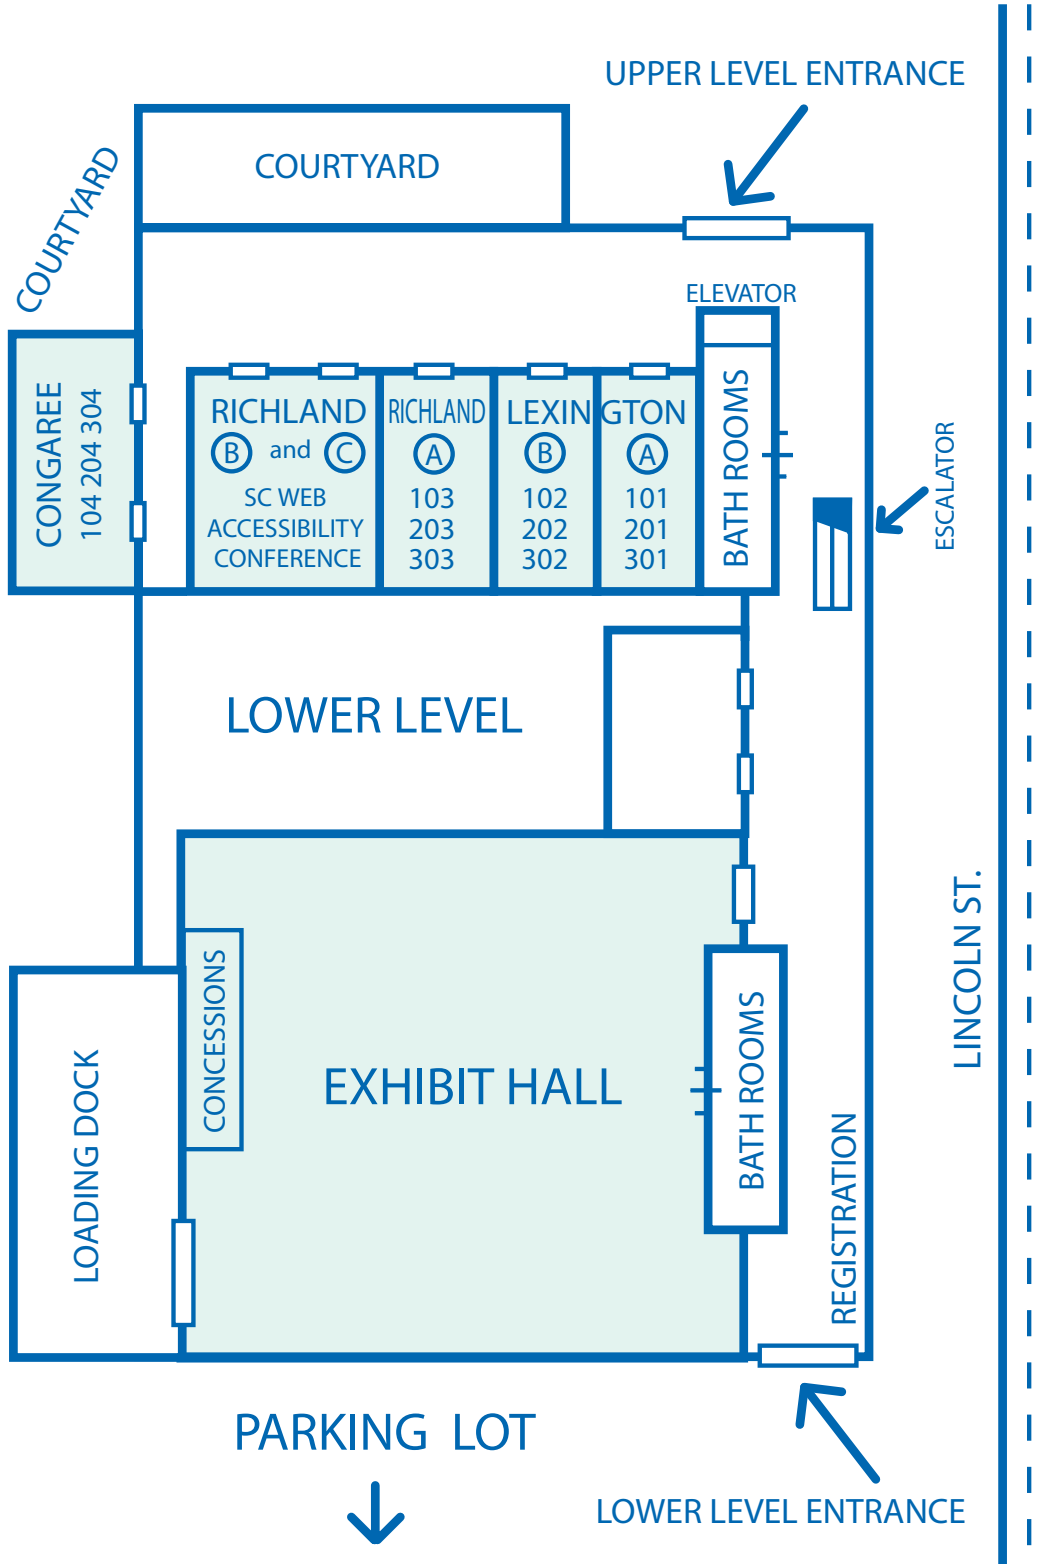 UPPER LEVEL ENTRANCE
COURTYARD
COURTYARD
ELEVATOR
CONGAREE
104 204 304
RICHLAND
B and C
SC WEB
ACCESSIBILITY
CONFERENCE
RICHLAND
A
103
203
303
LEXINGTON
B
102
202
302
A
101
201
301
BATH ROOMS
ESCALATOR
LOWER LEVEL
LINCOLN ST.
CONCESSIONS
EXHIBIT HALL
BATH ROOMS
LOADING DOCK
REGISTRATION
PARKING LOT
LOWER LEVEL ENTRANCE